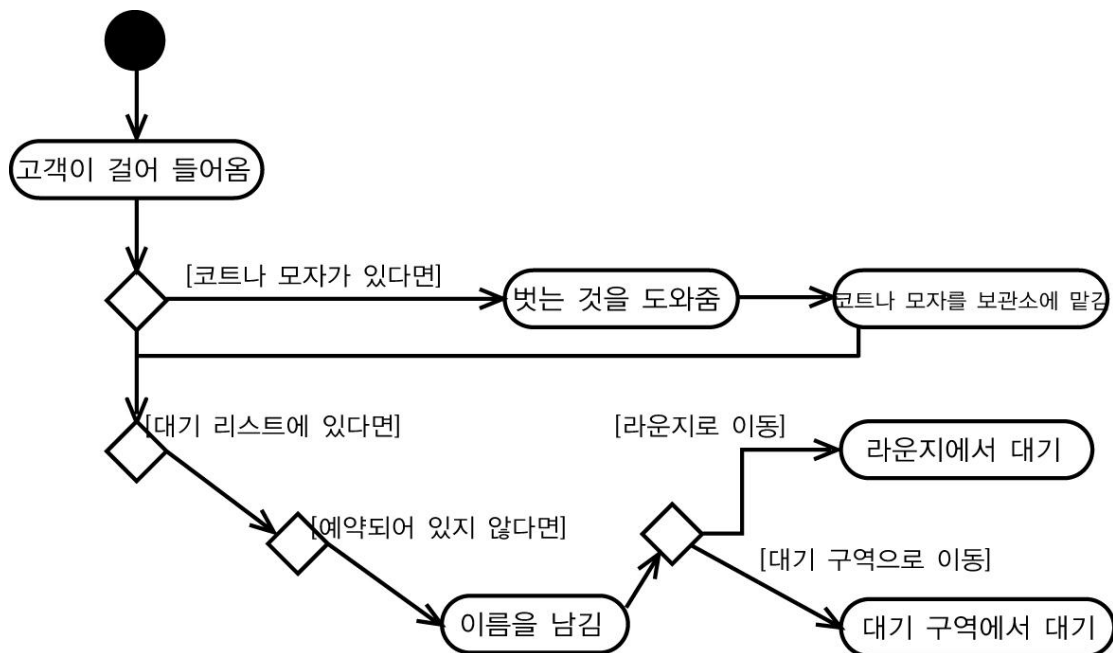 고객이 걸어 들어옴
[코트나 모자가 있다면]
벗는 것을 도와줌
코트나 모자를 보관소에 맡김
[대기 리스트에 있다면]
[라운지로 이동]
라운지에서 대기
[예약되어 있지 않다면]
[대기 구역으로 이동]
이름을 남김
대기 구역에서 대기